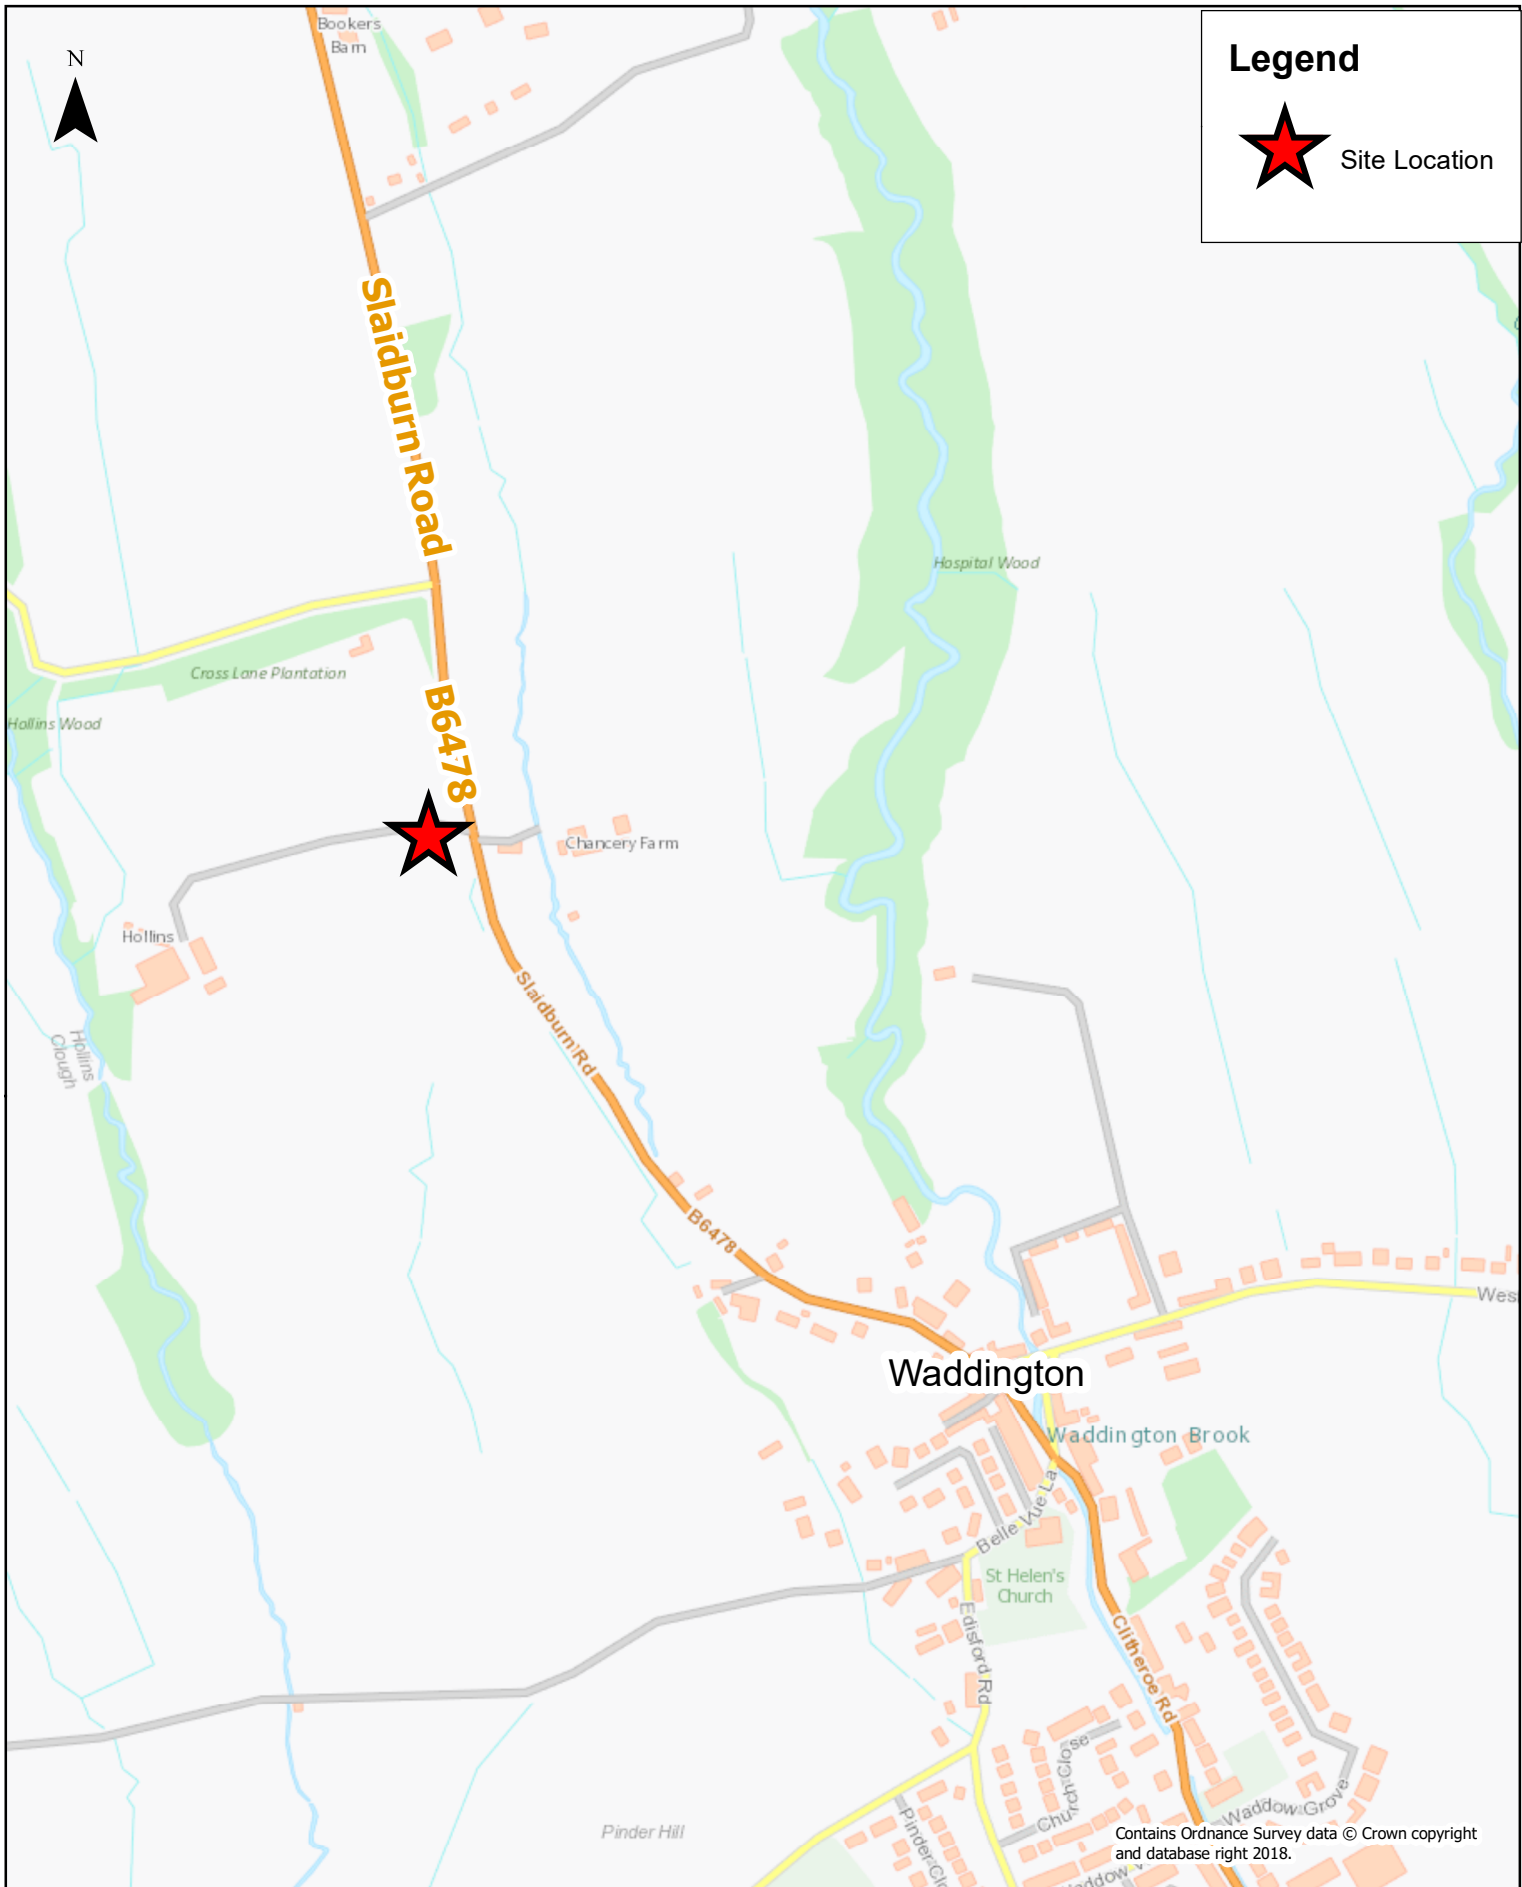 Bookers
Barn
N
Legend
Site Location
Slaidburn Road
Hospital Wood
Cross Lane Plantation
Hollins Wood
B6478
Chancery Farm
Hollins
Slaidburn Rd
Hollins
Clough
B6478
Wes
Waddington
Waddington Brook
Belle Vue La
St Helen's
Church
Edisford Rd
Clitheroe Rd
Church Close
Waddow Grove
Pinder Hill
Pinder Clo
Contains Ordnance Survey data © Crown copyright
and database right 2018.